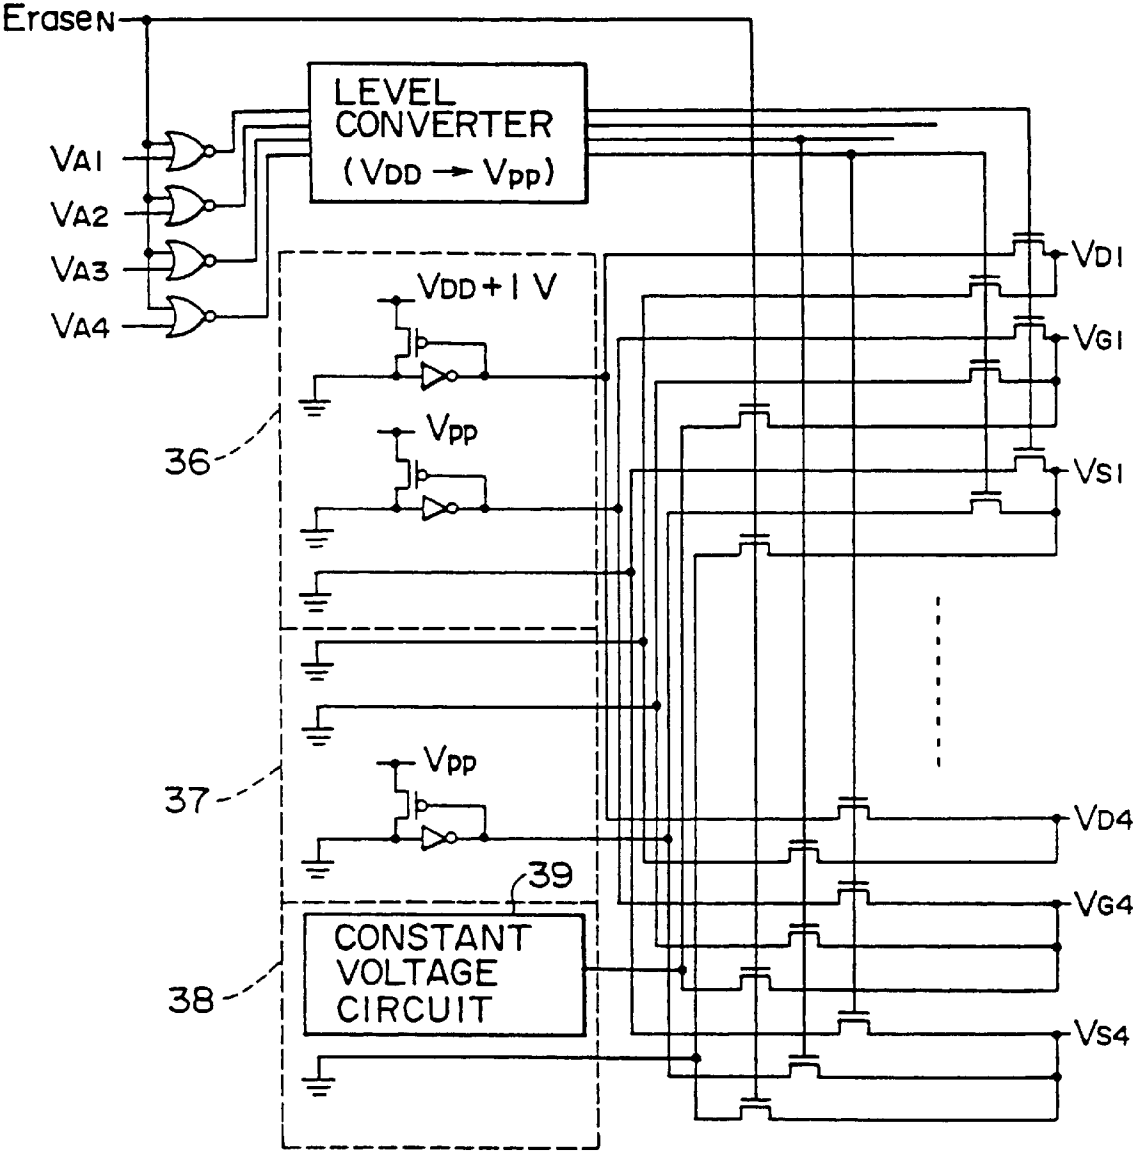 EraseN
LEVEL
CONVERTER
(VDD → Vpp)
VA1
VA2
VA3
VA4
VD1
VDD+1 V
VG1
Vpp
36
VS1
Vpp
37
VD4
39
VG4
CONSTANT
VOLTAGE
CIRCUIT
38
VS4